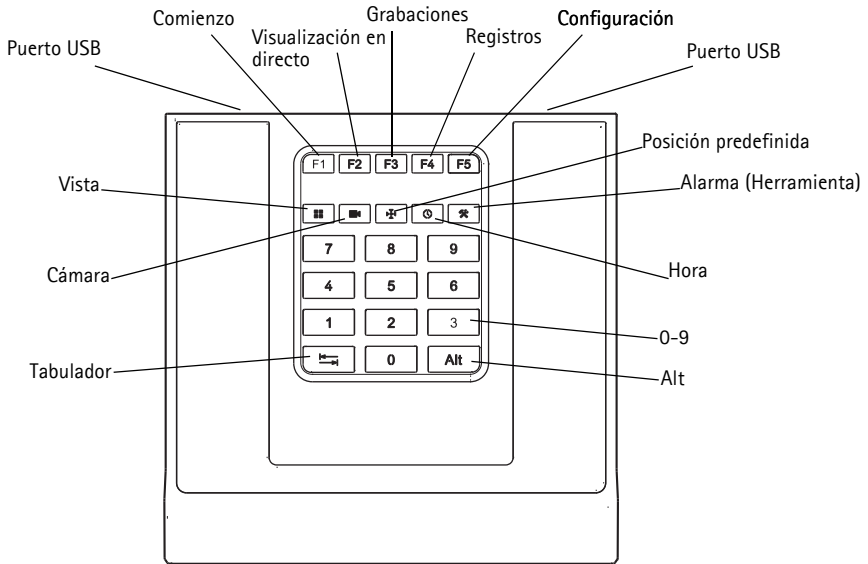 Grabaciones
Comienzo
Configuración
Visualización en
directo
Registros
Puerto USB
Puerto USB
Posición predefinida
F1 F2 F3 F4 F5
Vista
Alarma (Herramienta)
7 8 9
Cámara
Hora
4 5 6
1 2 3
0-9
Tabulador
0 Alt
Alt